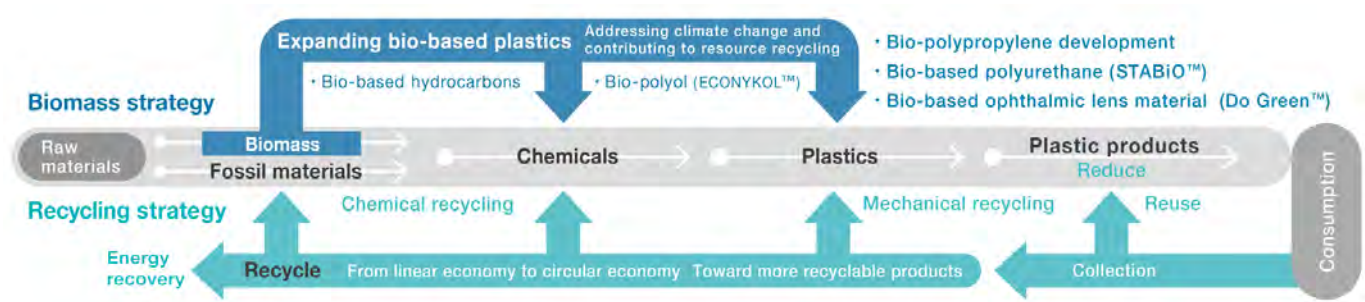 Expanding bio-based plastics
Addressing climate change and
contributing to resource recycling
・Bio-based hydrocarbons
・Bio-polyol (ECONYKOL™)
・Bio-polypropylene development
・Bio-based polyurethane (STABiO™)
・Bio-based ophthalmic lens material (Do Green™)
Biomass strategy
Raw
materials
Biomass
Fossil materials
Chemicals
Plastics
Plastic products
Reduce
Consumption
Recycling strategy
Chemical recycling
Mechanical recycling
Reuse
Energy
recovery
Recycle
From linear economy to circular economy
Toward more recyclable products
Collection